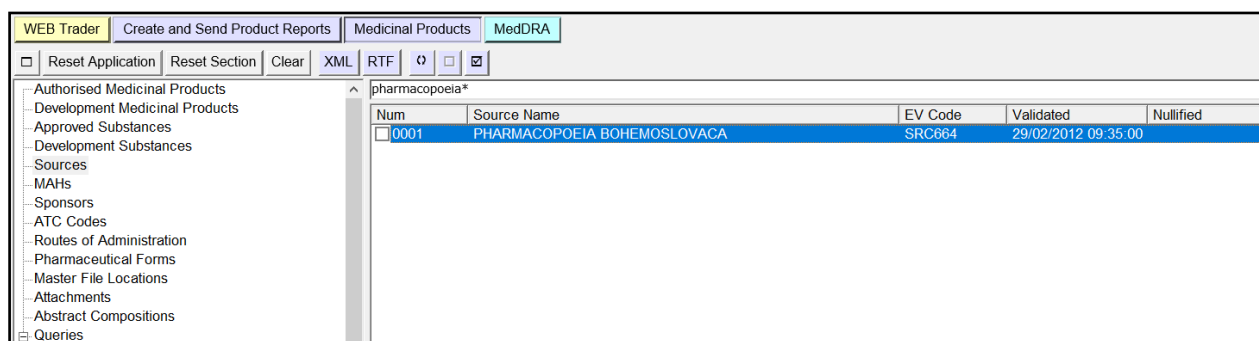 WEB Trader Create and Send Product Reports Medicinal Products MedDRA
Reset Application Reset Section Clear XML RTF
Authorised Medicinal Products
Development Medicinal Products
Approved Substances
Development Substances
Sources
MAHs
Sponsors
ATC Codes
Routes of Administration
Pharmaceutical Forms
Master File Locations
Attachments
Abstract Compositions
Queries
pharmacopoeia*
Num Source Name EV Code Validated Nullified
0001 PHARMACOPOEIA BOHEMOSLOVACA SRC664 29/02/2012 09:35:00